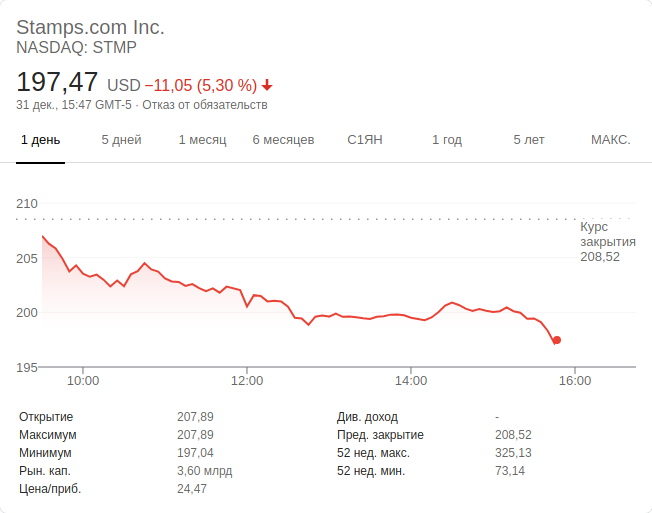 Stamps.com Inc.
NASDAQ: STMP
197,47 USD −11,05 (5,30 %)
31 дек., 15:47 GMT-5 · Отказ от обязательств
1 день 5 дней 1 месяц 6 месяцев С1ЯН 1 год 5 лет МАКС.
210
Курс
закрытия
205 208,52
200
195
10:00 12:00 14:00 16:00
Открытие 207,89 Див. доход -
Максимум 207,89 Пред. закрытие 208,52
Минимум 197,04 52 нед. макс. 325,13
Рын. кап. 3,60 млрд 52 нед. мин. 73,14
Цена/приб. 24,47